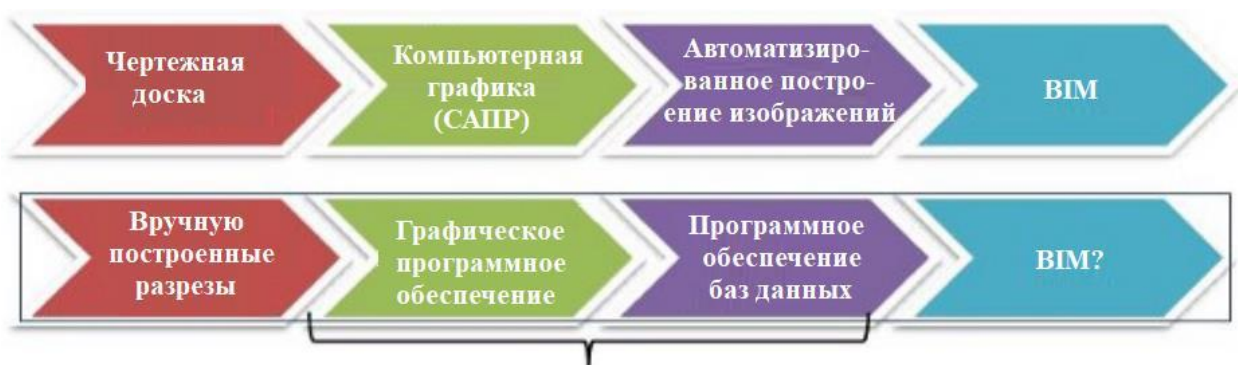 Чертежная
доска
Компьютерная
графика
(САПР)
Автоматизиро-
ванное постро-
ение изображений
BIM
Вручную
построенные
разрезы
Графическое
программное
обеспечение
Программное
обеспечение
баз данных
BIM?